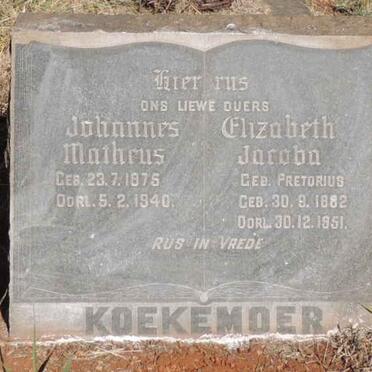 Hier rus
ONS LIEWE OUERS
Johannes Matheus
GEB. 23.7.1875
OORL. 5.2.1940.
Elizabeth Jacoba
GEB. PRETORIUS
GEB. 30.9.1882
OORL. 30.12.1951.
RUS IN VREDE
KOEKEMOER